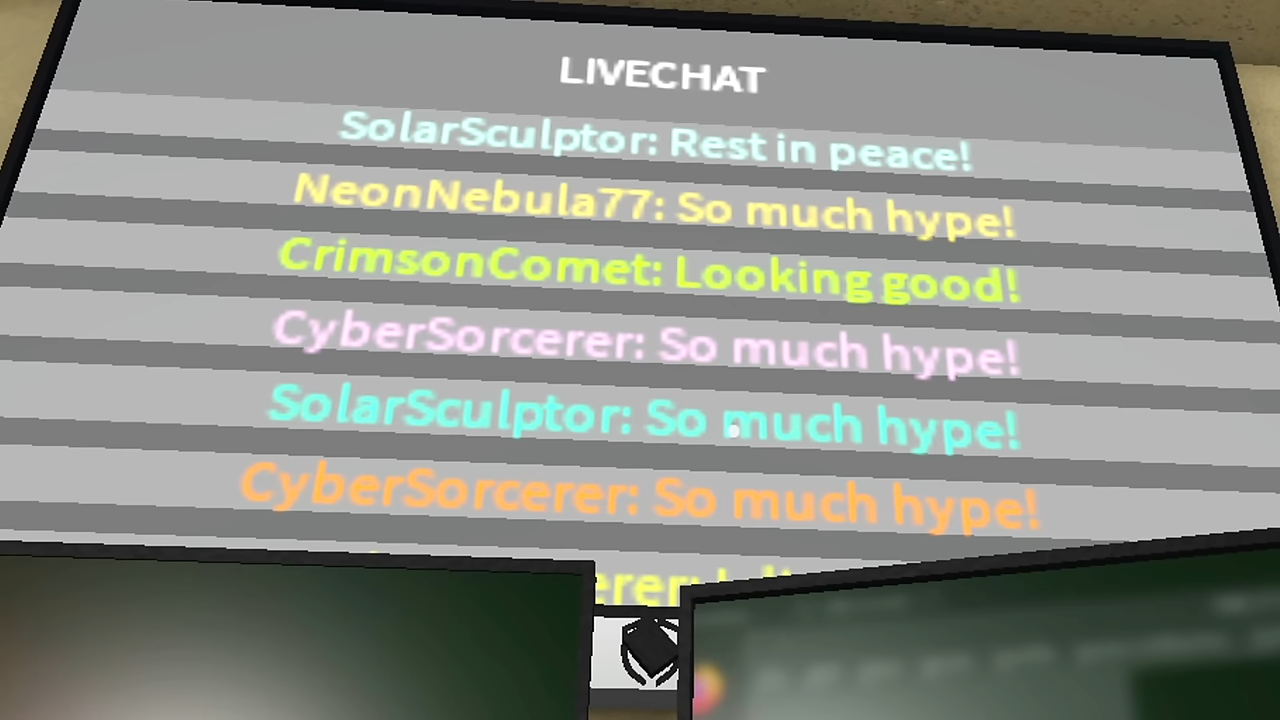 LIVECHAT
SolarSculptor: Rest in peace!
NeonNebula77: So much hype!
CrimsonComet: Looking good!
CyberSorcerer: So much hype!
SolarSculptor: So much hype!
CyberSorcerer: So much hype!